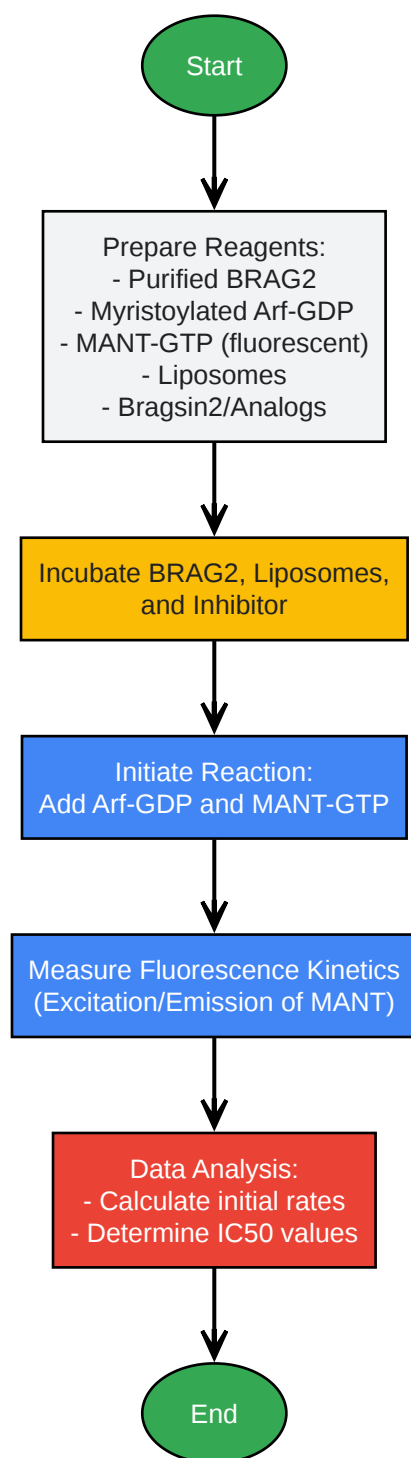 Start
Prepare Reagents:
- Purified BRAG2
- Myristoylated Arf-GDP
- MANT-GTP (fluorescent)
- Liposomes
- Bragsin2/Analogs
Incubate BRAG2, Liposomes,
and Inhibitor
Initiate Reaction:
Add Arf-GDP and MANT-GTP
Measure Fluorescence Kinetics
(Excitation/Emission of MANT)
Data Analysis:
- Calculate initial rates
- Determine IC50 values
End